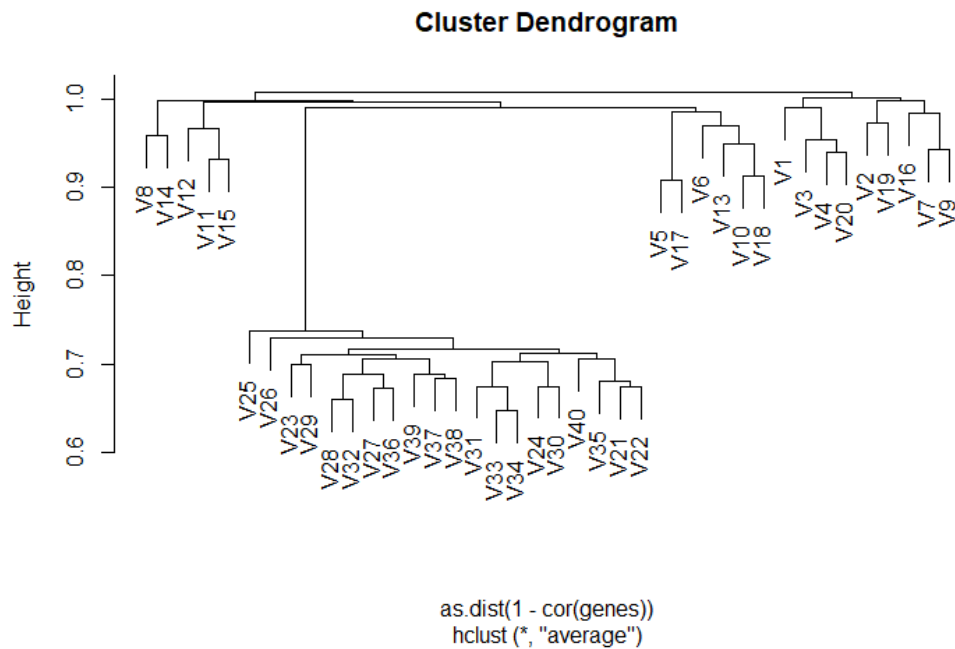 Cluster Dendrogram
Height
1.0
0.9
0.8
0.7
0.6
V8
V14
V12
V11
V15
V25
V26
V23
V29
V28
V32
V27
V36
V39
V37
V38
V31
V33
V34
V24
V30
V40
V35
V21
V22
V5
V17
V6
V13
V10
V18
V1
V3
V4
V20
V2
V19
V16
V7
V9
as.dist(1 - cor(genes))
hclust (*, "average")